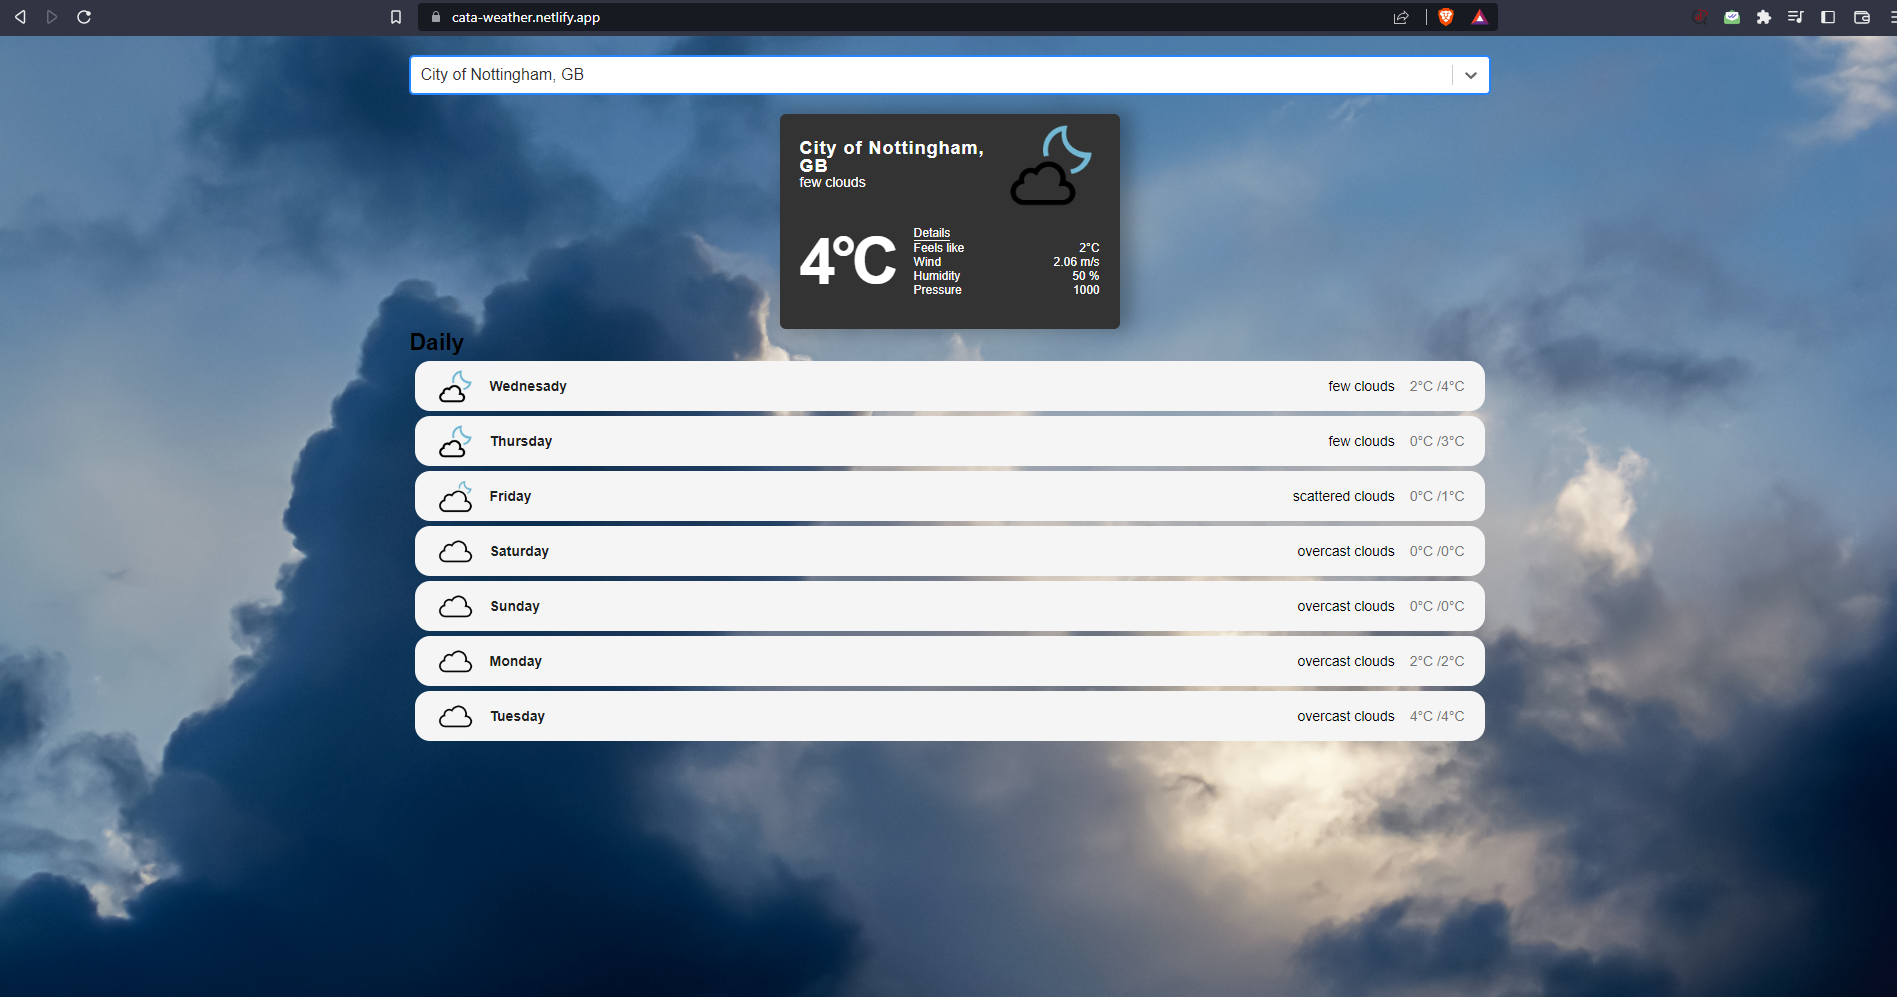 cata-weather.netlify.app
City of Nottingham, GB
City of Nottingham,
GB
few clouds
4°C
Details
Feels like 2°C
Wind 2.06 m/s
Humidity 50 %
Pressure 1000
Daily
Wednesady few clouds 2°C /4°C
Thursday few clouds 0°C /3°C
Friday scattered clouds 0°C /1°C
Saturday overcast clouds 0°C /0°C
Sunday overcast clouds 0°C /0°C
Monday overcast clouds 2°C /2°C
Tuesday overcast clouds 4°C /4°C